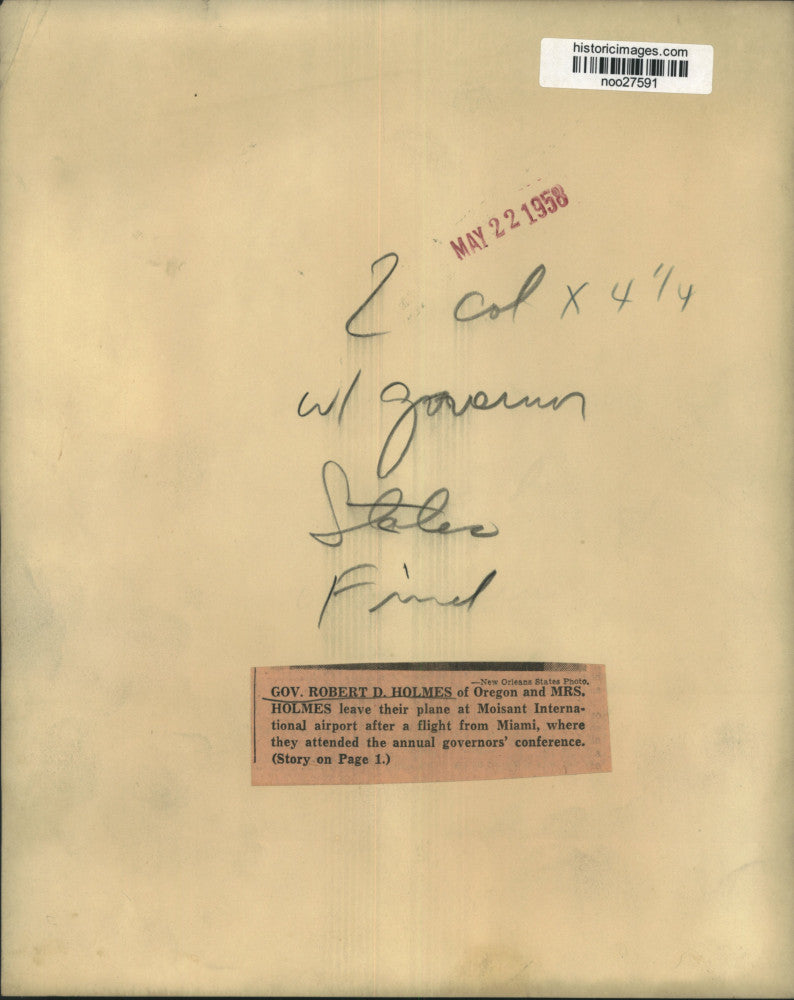 historicimages.com
noo27591
MAY 22 1958
2 col x 4 1/4
w/ governor
States
Final
—New Orleans States Photo.
GOV. ROBERT D. HOLMES of Oregon and MRS.
HOLMES leave their plane at Moisant Interna-
tional airport after a flight from Miami, where
they attended the annual governors' conference.
(Story on Page 1.)